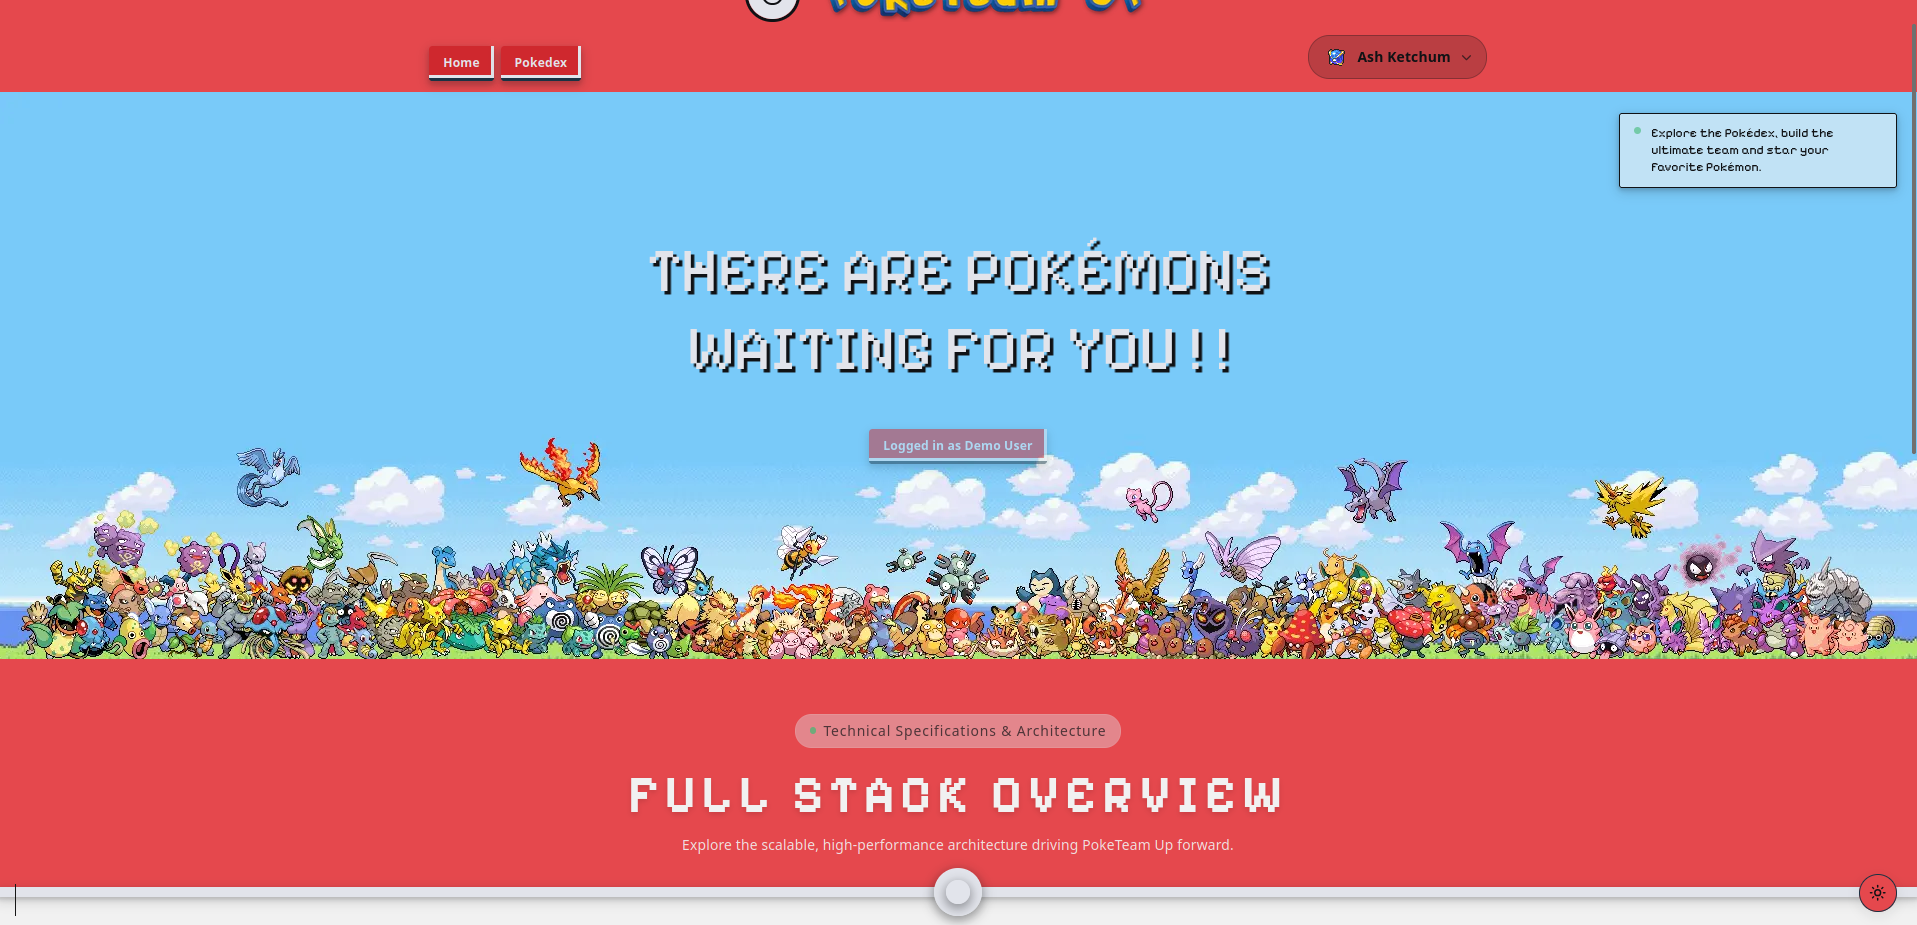 PokeTeam UP
Home
Pokedex
Ash Ketchum
Explore the Pokédex, build the
ultimate team and star your
Favorite Pokémon.
THERE ARE POKÉMONS
WAITING FOR YOU!!
Logged in as Demo User
Technical Specifications & Architecture
FULL STACK OVERVIEW
Explore the scalable, high-performance architecture driving PokeTeam Up forward.